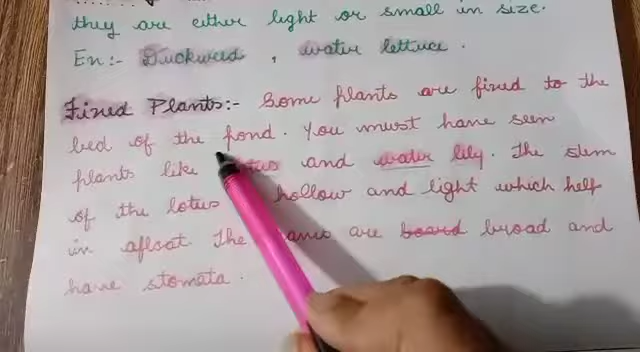 they are either light or small in size.
En:- Duckweed , water lettuce .
Fixed Plants:- Some plants are fixed to the
bed of the pond. You must have seen
plants like and water lily. The stem
of the lotus hollow and light which help
in afloat. The are board broad and
have stomata .